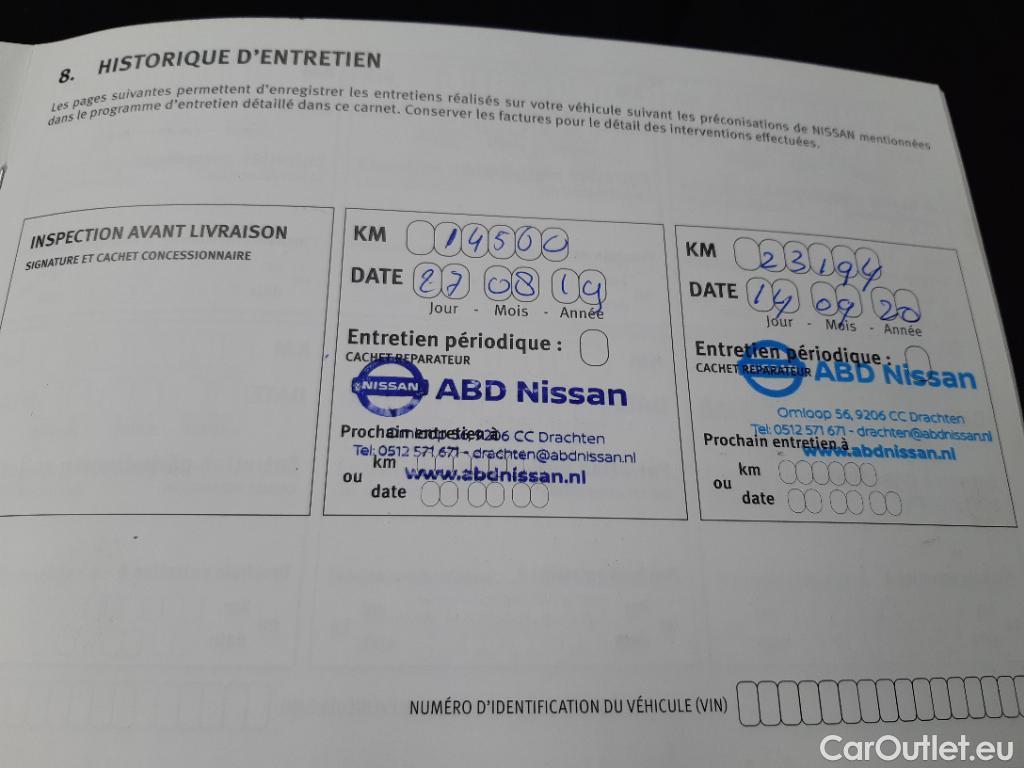 8. HISTORIQUE D'ENTRETIEN
Les pages suivantes permettent d'enregistrer les entretiens réalisés sur votre véhicule suivant les préconisations de NISSAN mentionnées
dans le programme d'entretien détaillé dans ce carnet. Conserver les factures pour le détail des interventions effectuées.
INSPECTION AVANT LIVRAISON
SIGNATURE ET CACHET CONCESSIONNAIRE
KM 14500
DATE 27 08 19
Jour - Mois - Année
Entretien périodique :
CACHET REPARATEUR
NISSAN ABD Nissan
Prochain entretien à
Omloop 56, 9206 CC Drachten
Tel: 0512 571 671 - drachten@abdnissan.nl
km
www.abdnissan.nl
ou
date
KM 23194
DATE 14 09 20
Jour - Mois - Année
Entretien périodique :
CACHET REPARATEUR
ABD Nissan
Omloop 56, 9206 CC Drachten
Tel: 0512 571 671 - drachten@abdnissan.nl
Prochain entretien à
www.abdnissan.nl
km
ou
date
NUMÉRO D'IDENTIFICATION DU VÉHICULE (VIN)
CarOutlet.eu